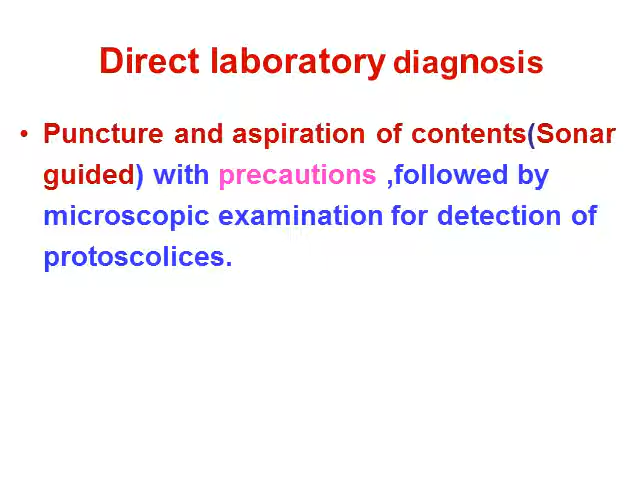 Direct laboratory diagnosis
• Puncture and aspiration of contents(Sonar
guided) with precautions ,followed by
microscopic examination for detection of
protoscolices.